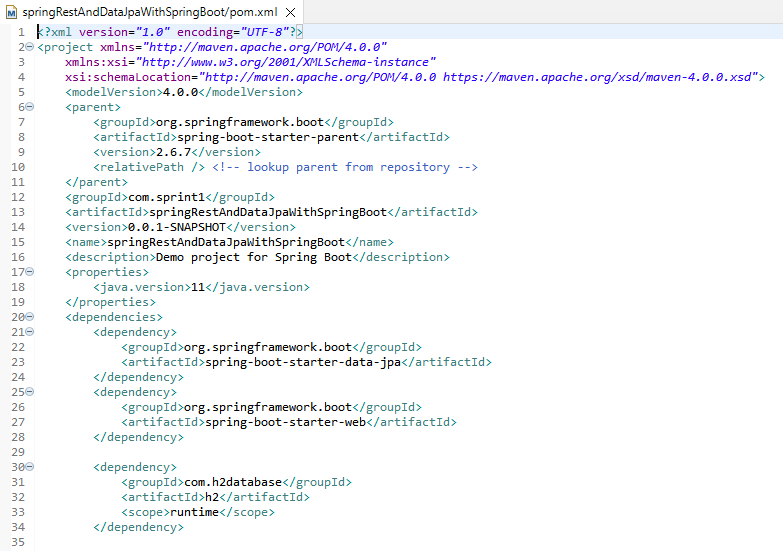 springRestAndDataJpaWithSpringBoot/pom.xml
1 <?xml version="1.0" encoding="UTF-8"?>
2 <project xmlns="http://maven.apache.org/POM/4.0.0"
3 xmlns:xsi="http://www.w3.org/2001/XMLSchema-instance"
4 xsi:schemaLocation="http://maven.apache.org/POM/4.0.0 https://maven.apache.org/xsd/maven-4.0.0.xsd">
5 <modelVersion>4.0.0</modelVersion>
6 <parent>
7 <groupId>org.springframework.boot</groupId>
8 <artifactId>spring-boot-starter-parent</artifactId>
9 <version>2.6.7</version>
10 <relativePath /> <!-- lookup parent from repository -->
11 </parent>
12 <groupId>com.sprint1</groupId>
13 <artifactId>springRestAndDataJpaWithSpringBoot</artifactId>
14 <version>0.0.1-SNAPSHOT</version>
15 <name>springRestAndDataJpaWithSpringBoot</name>
16 <description>Demo project for Spring Boot</description>
17 <properties>
18 <java.version>11</java.version>
19 </properties>
20 <dependencies>
21 <dependency>
22 <groupId>org.springframework.boot</groupId>
23 <artifactId>spring-boot-starter-data-jpa</artifactId>
24 </dependency>
25 <dependency>
26 <groupId>org.springframework.boot</groupId>
27 <artifactId>spring-boot-starter-web</artifactId>
28 </dependency>
29
30 <dependency>
31 <groupId>com.h2database</groupId>
32 <artifactId>h2</artifactId>
33 <scope>runtime</scope>
34 </dependency>
35